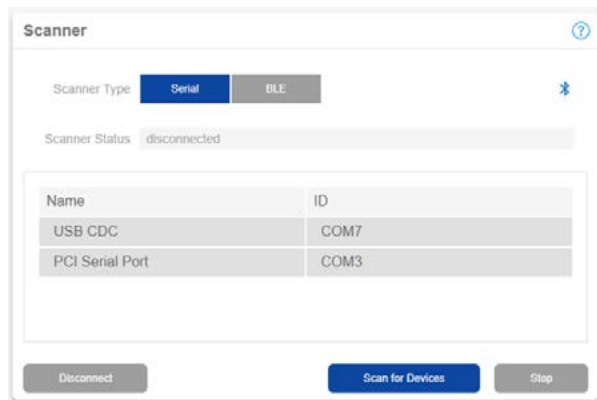 Scanner
?
Scanner Type Serial BLE
Scanner Status disconnected
Name ID
USB CDC COM7
PCI Serial Port COM3
Disconnect Scan for Devices Stop